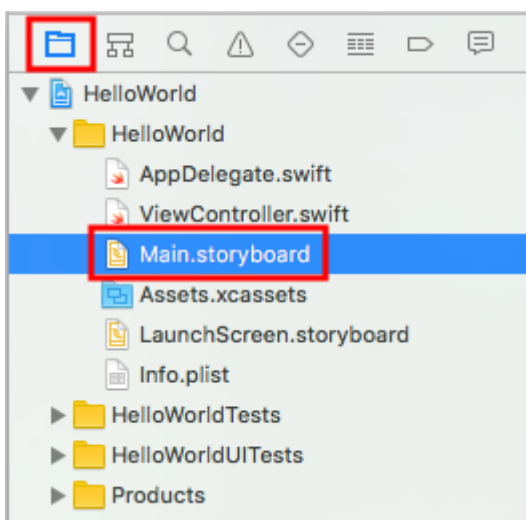 HelloWorld
HelloWorld
AppDelegate.swift
ViewController.swift
Main.storyboard
Assets.xcassets
LaunchScreen.storyboard
Info.plist
HelloWorldTests
HelloWorldUITests
Products